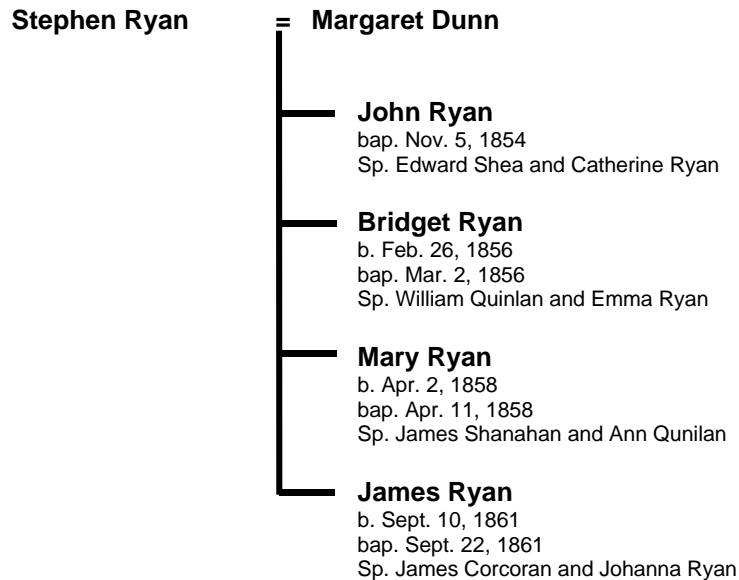 Stephen Ryan = Margaret Dunn
John Ryan
bap. Nov. 5, 1854
Sp. Edward Shea and Catherine Ryan
Bridget Ryan
b. Feb. 26, 1856
bap. Mar. 2, 1856
Sp. William Quinlan and Emma Ryan
Mary Ryan
b. Apr. 2, 1858
bap. Apr. 11, 1858
Sp. James Shanahan and Ann Qunilan
James Ryan
b. Sept. 10, 1861
bap. Sept. 22, 1861
Sp. James Corcoran and Johanna Ryan